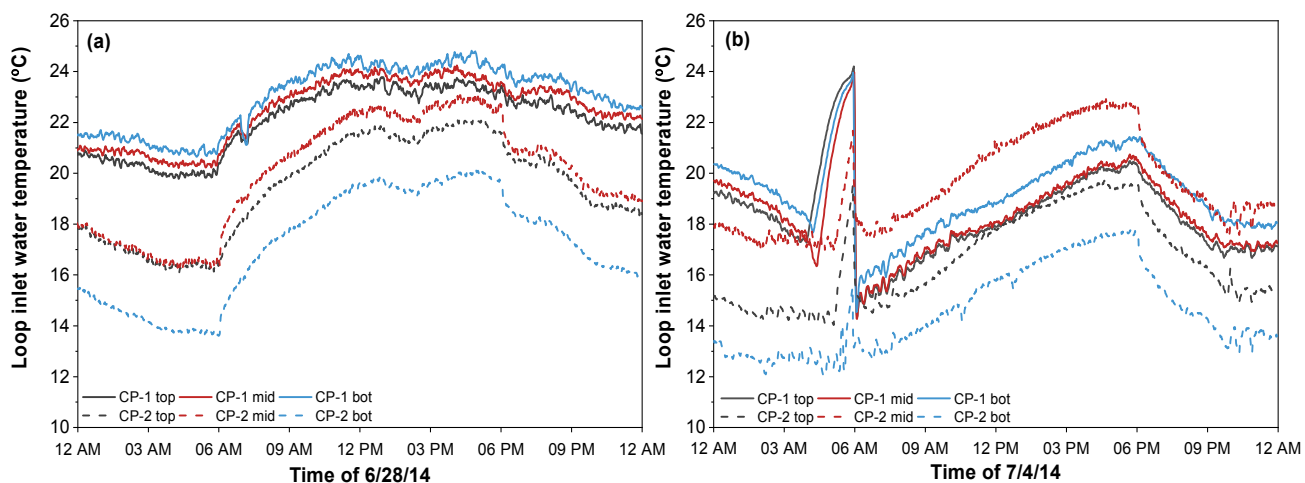 (a)
Loop inlet water temperature (ºC)
26
24
22
20
18
16
14
12
10
CP-1 top CP-1 mid CP-1 bot
CP-2 top CP-2 mid CP-2 bot
12 AM 03 AM 06 AM 09 AM 12 PM 03 PM 06 PM 09 PM 12 AM
Time of 6/28/14
(b)
Loop inlet water temperature (ºC)
26
24
22
20
18
16
14
12
10
CP-1 top CP-1 mid CP-1 bot
CP-2 top CP-2 mid CP-2 bot
12 AM 03 AM 06 AM 09 AM 12 PM 03 PM 06 PM 09 PM 12 AM
Time of 7/4/14